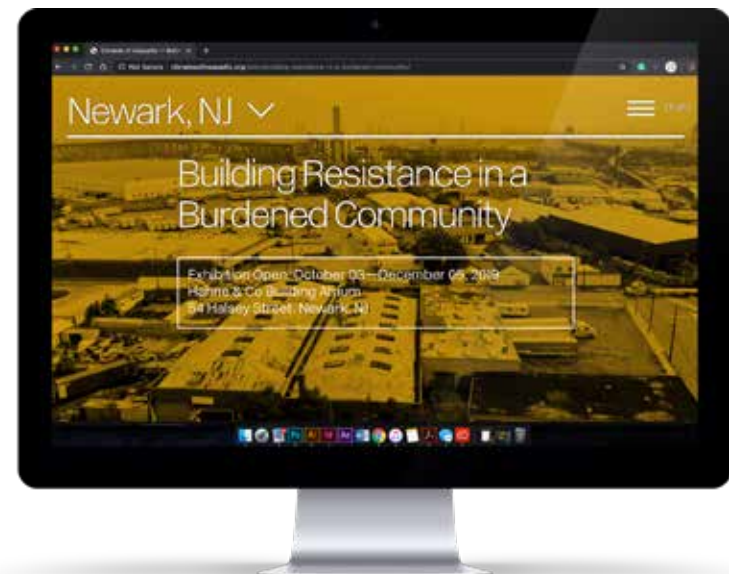 Newark, NJ
Building Resistance in a
Burdened Community
Exhibition Open: October 03—December 05, 2019
Hahne & Co Building Atrium
54 Halsey Street, Newark, NJ